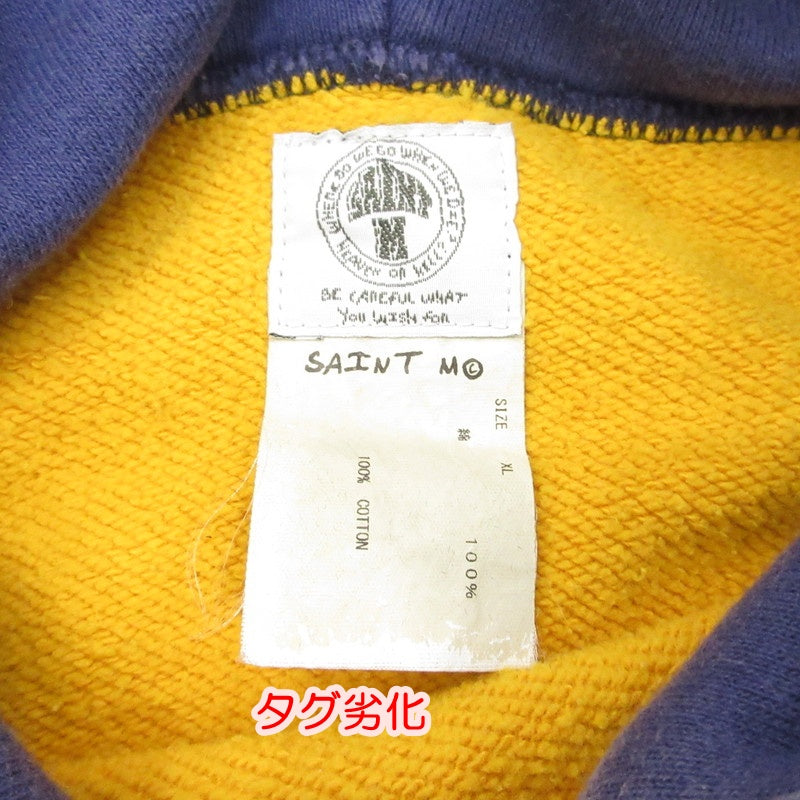 WHERE DO WE GO WHEN WE DIE?
HEAVEN OR HELL?
BE CAREFUL WHAT
YOU WISH FOR
SAINT M©
SIZE XL
綿 100%
100% COTTON
タグ劣化